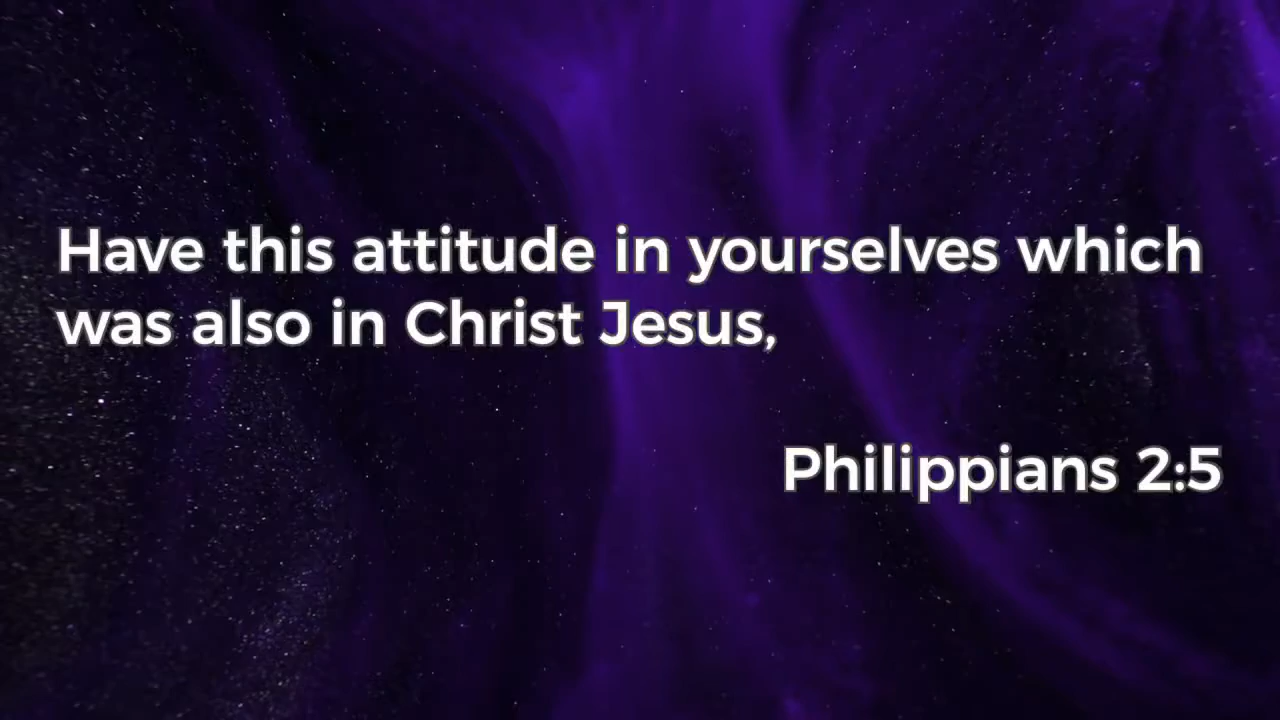 Have this attitude in yourselves which
was also in Christ Jesus,
Philippians 2:5